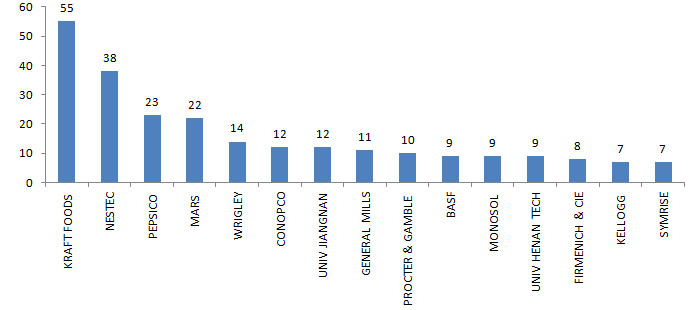 60
50
40
30
20
10
0
55
38
23
22
14
12
12
11
10
9
9
9
8
7
7
KRAFT FOODS
NESTEC
PEPSICO
MARS
WRIGLEY
CONOPCO
UNIV JIANGNAN
GENERAL MILLS
PROCTER & GAMBLE
BASF
MONOSOL
UNIV HENAN TECH
FIRMENICH & CIE
KELLOGG
SYMRISE